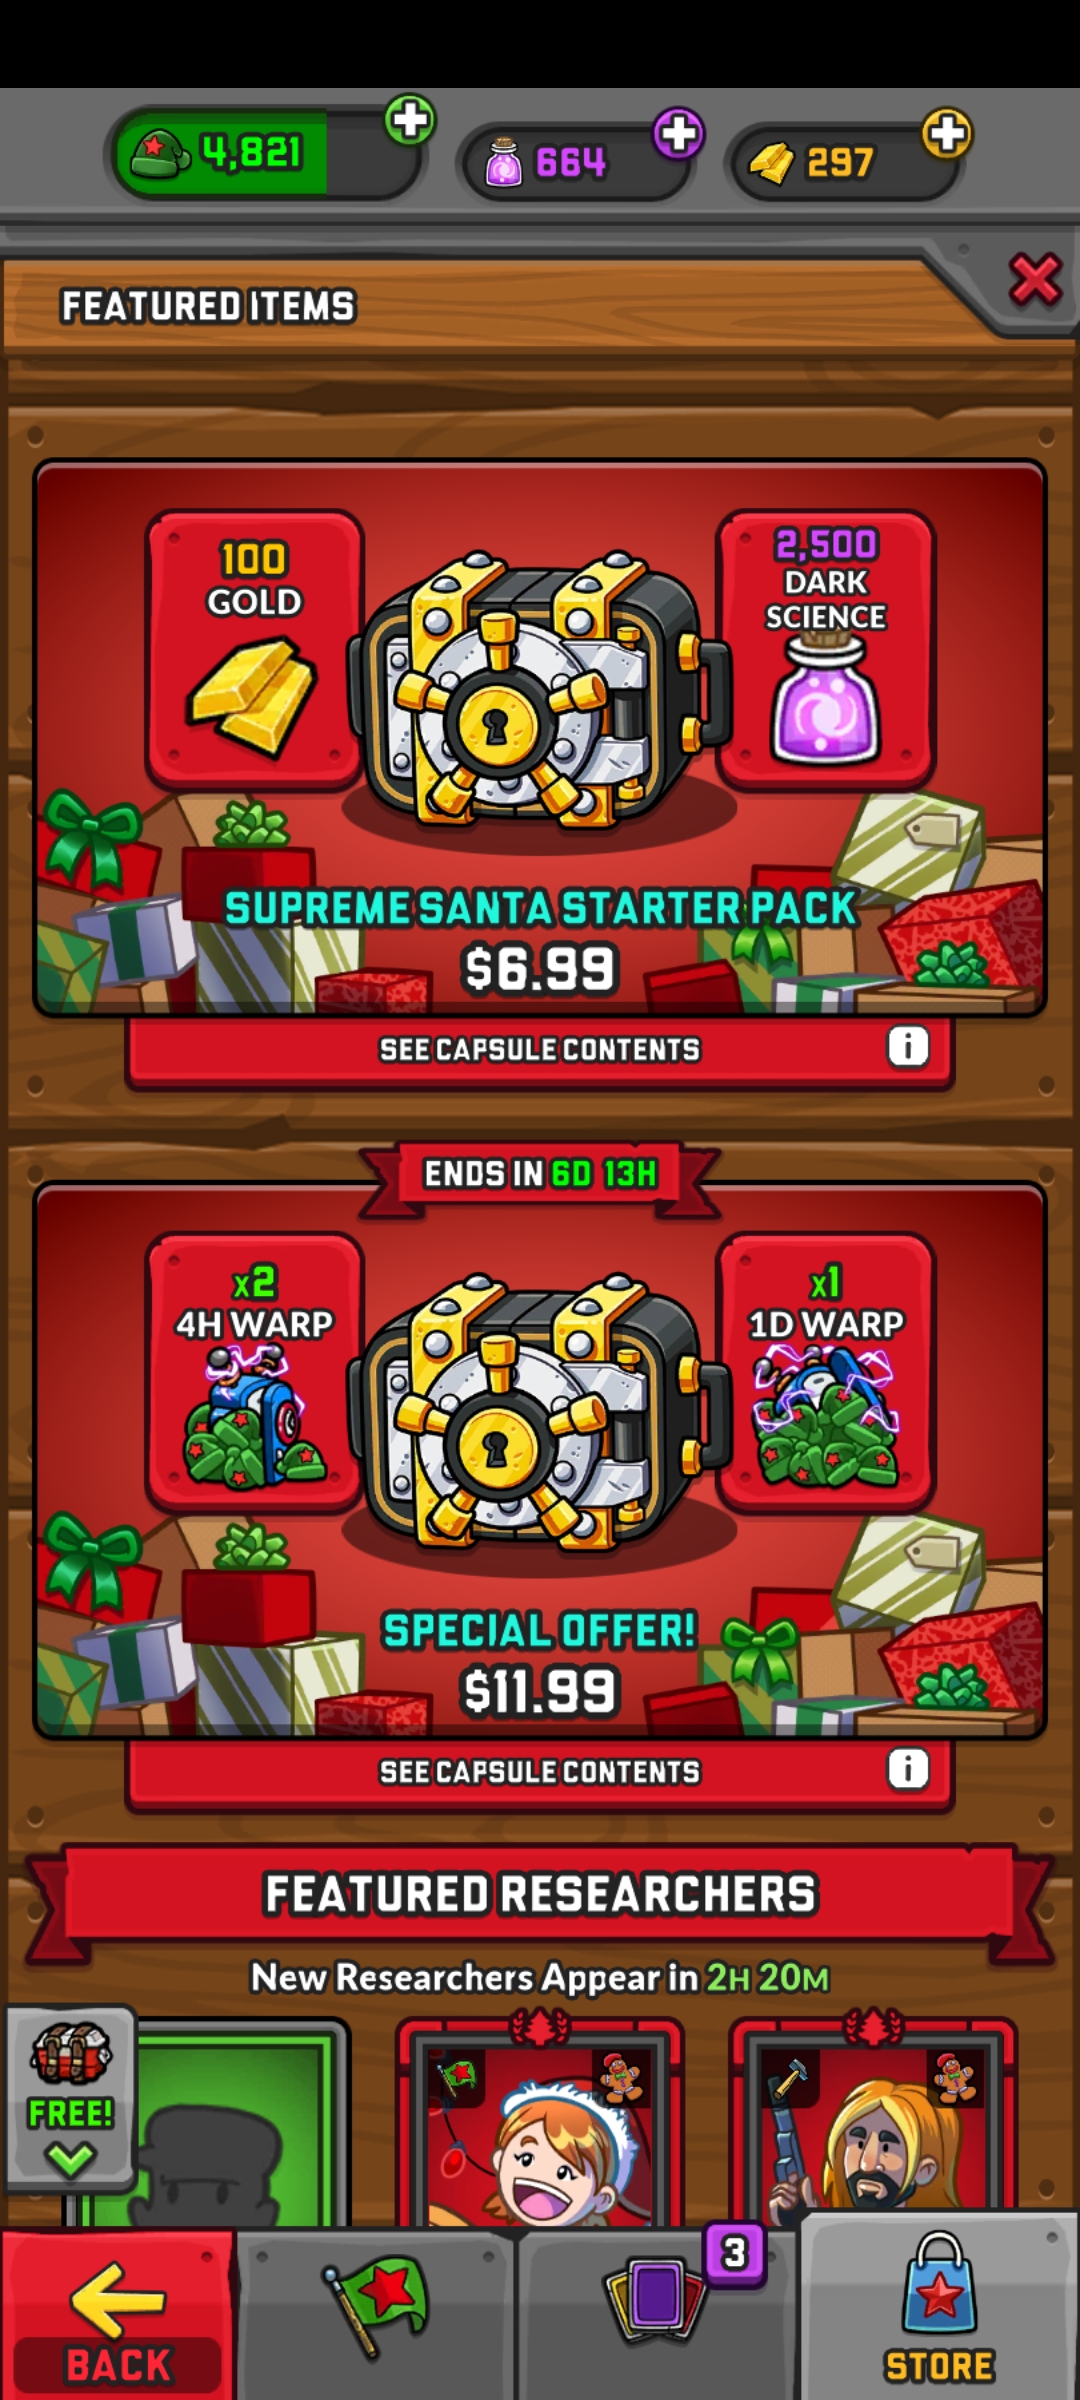 4,821
664
297
FEATURED ITEMS
100
GOLD
2,500
DARK
SCIENCE
SUPREME SANTA STARTER PACK
$6.99
SEE CAPSULE CONTENTS
i
ENDS IN 6D 13H
x2
4H WARP
x1
1D WARP
SPECIAL OFFER!
$11.99
SEE CAPSULE CONTENTS
i
FEATURED RESEARCHERS
New Researchers Appear in 2H 20M
FREE!
3
BACK
STORE